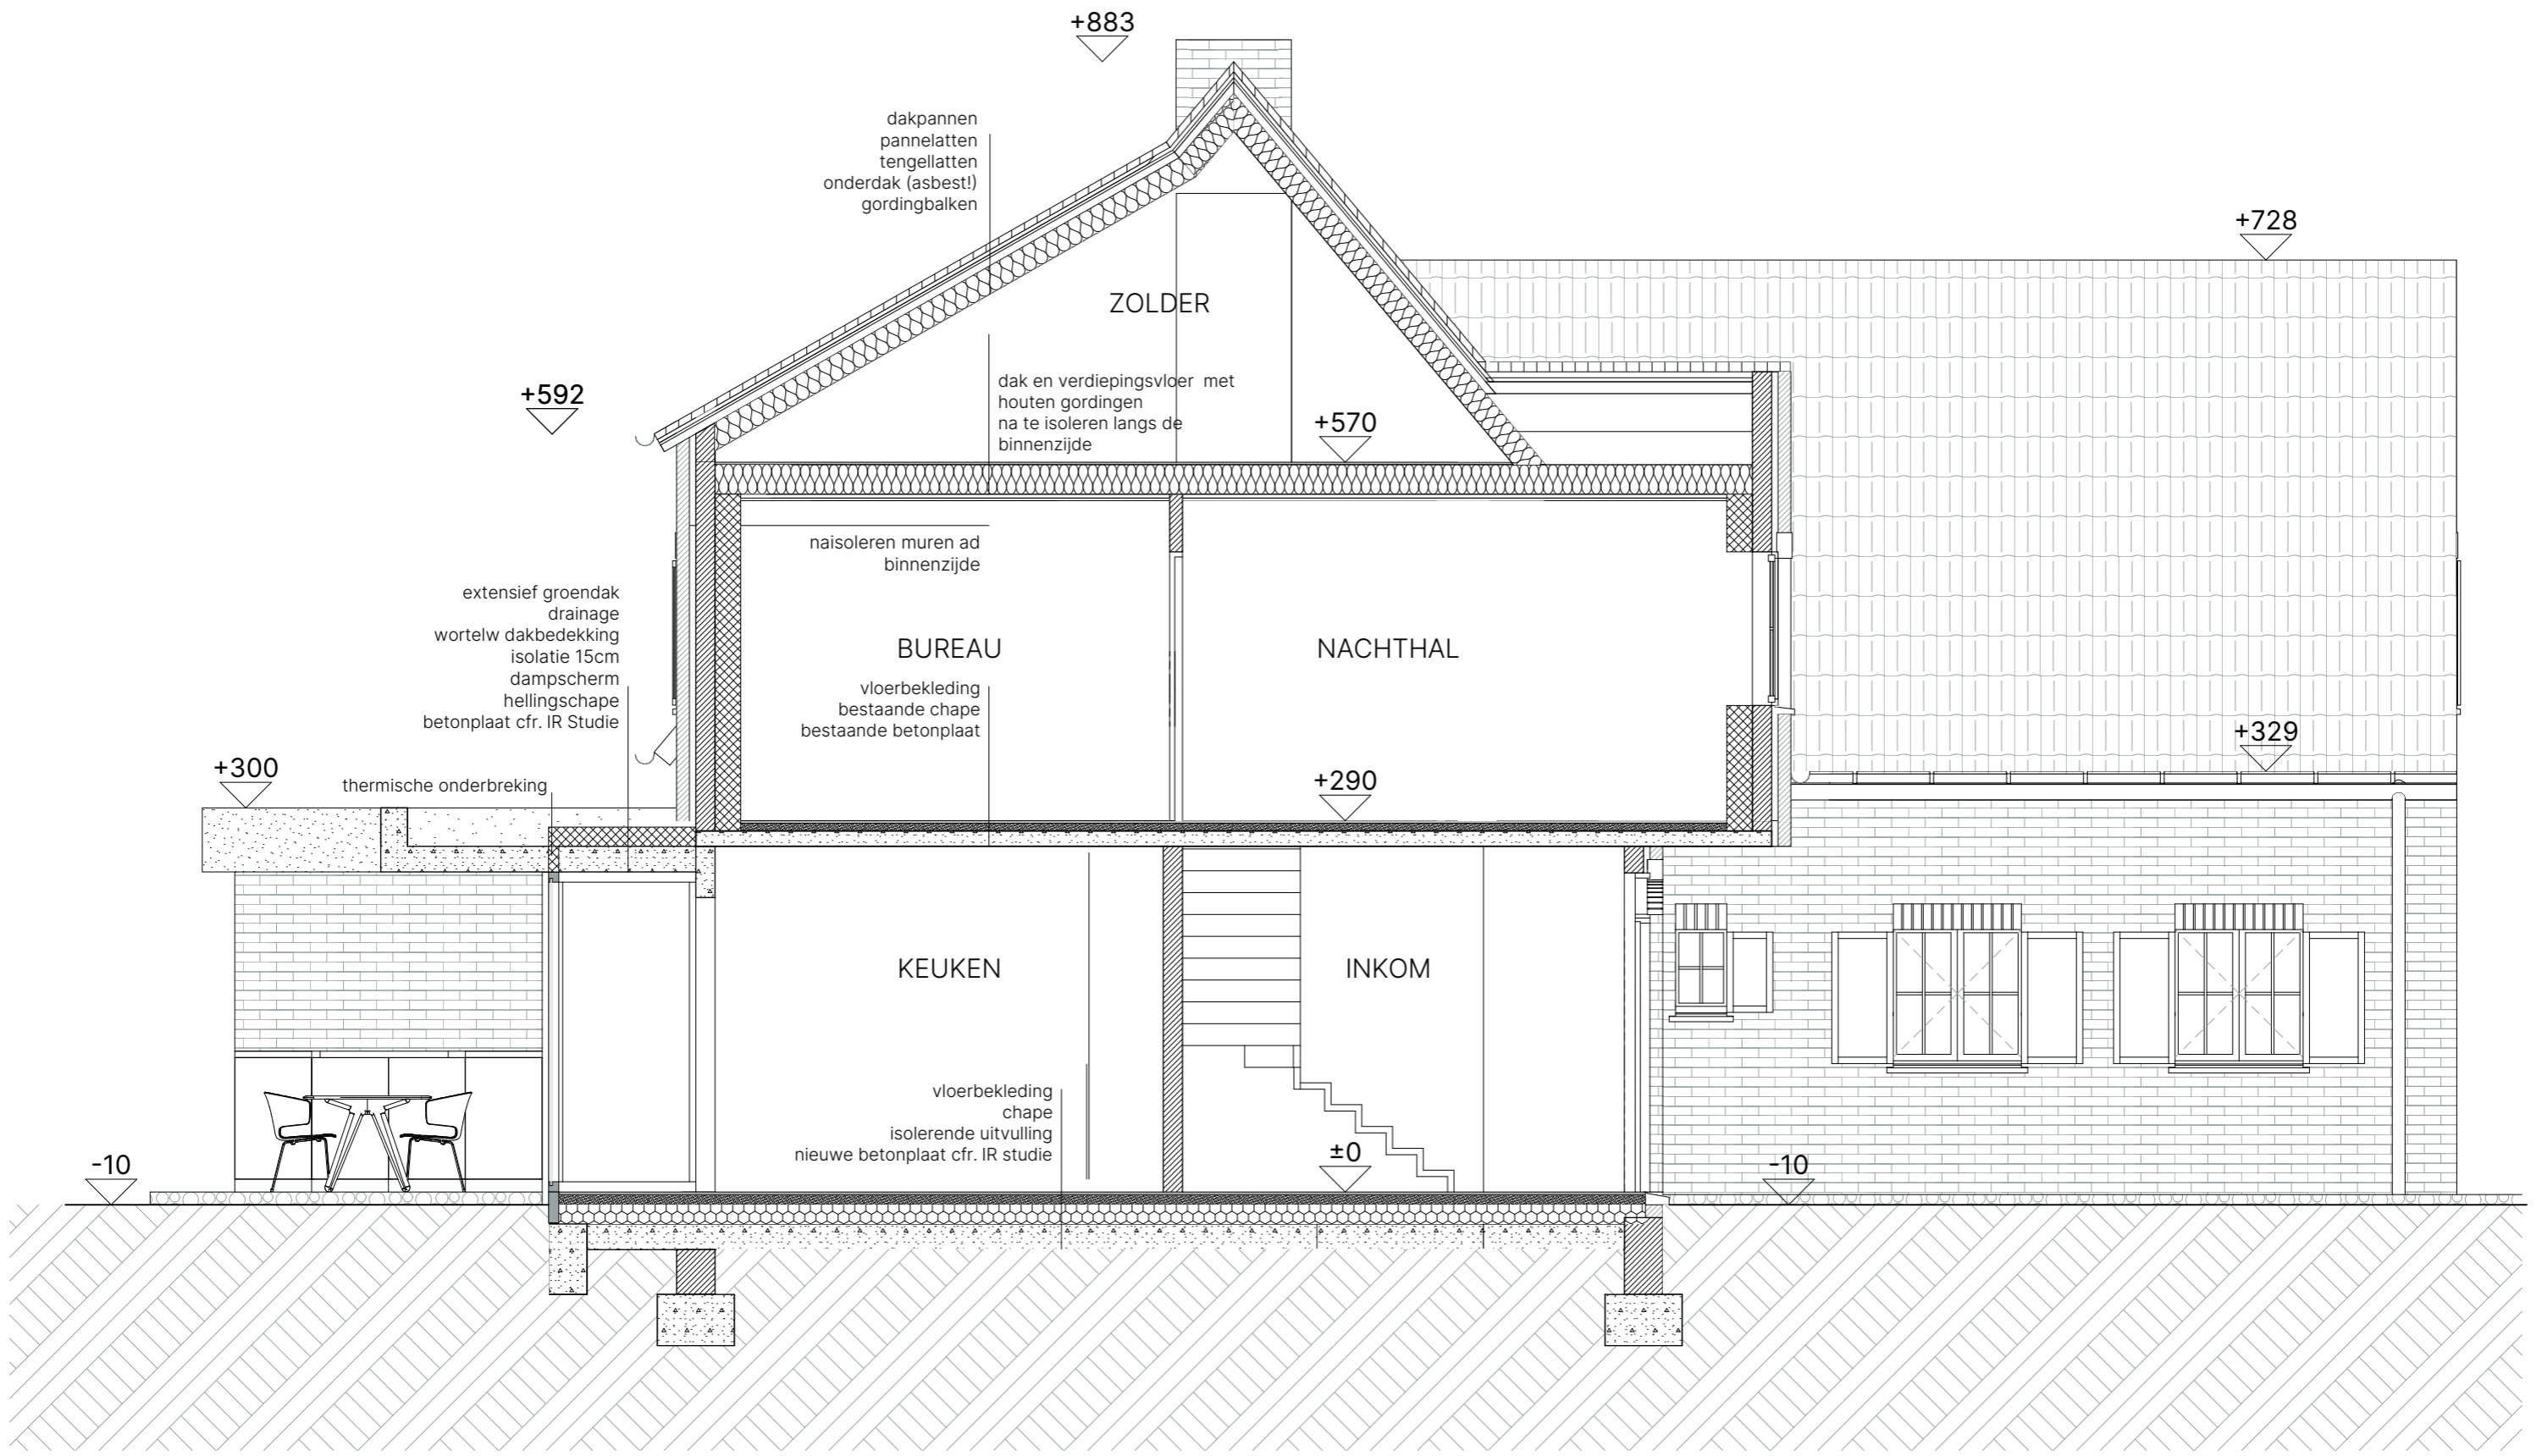 +883
dakpannen
pannelatten
tengellatten
onderdak (asbest!)
gordingbalken
+728
ZOLDER
+592
dak en verdiepingsvloer  met
houten gordingen
na te isoleren langs de
binnenzijde
+570
naisoleren muren ad
binnenzijde
extensief groendak
drainage
wortelw dakbedekking
isolatie 15cm
dampscherm
hellingschape
betonplaat cfr. IR Studie
BUREAU
NACHTHAL
vloerbekleding
bestaande chape
bestaande betonplaat
+329
+300
thermische onderbreking
+290
KEUKEN
INKOM
vloerbekleding
chape
isolerende uitvulling
nieuwe betonplaat cfr. IR studie
±0
-10
-10